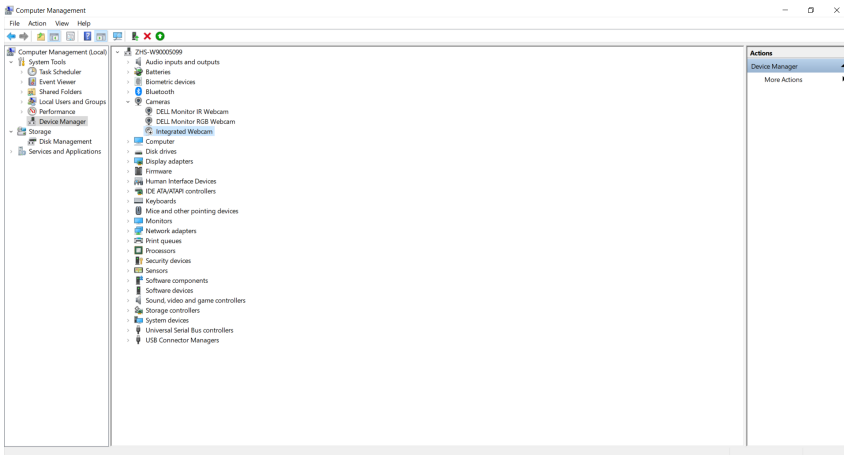 Computer Management
File Action View Help
Computer Management (Local)
System Tools
Task Scheduler
Event Viewer
Shared Folders
Local Users and Groups
Performance
Device Manager
Storage
Disk Management
Services and Applications
ZHS-W90005099
Audio inputs and outputs
Batteries
Biometric devices
Bluetooth
Cameras
DELL Monitor IR Webcam
DELL Monitor RGB Webcam
Integrated Webcam
Computer
Disk drives
Display adapters
Firmware
Human Interface Devices
IDE ATA/ATAPI controllers
Keyboards
Mice and other pointing devices
Monitors
Network adapters
Print queues
Processors
Security devices
Sensors
Software components
Software devices
Sound, video and game controllers
Storage controllers
System devices
Universal Serial Bus controllers
USB Connector Managers
Actions
Device Manager
More Actions